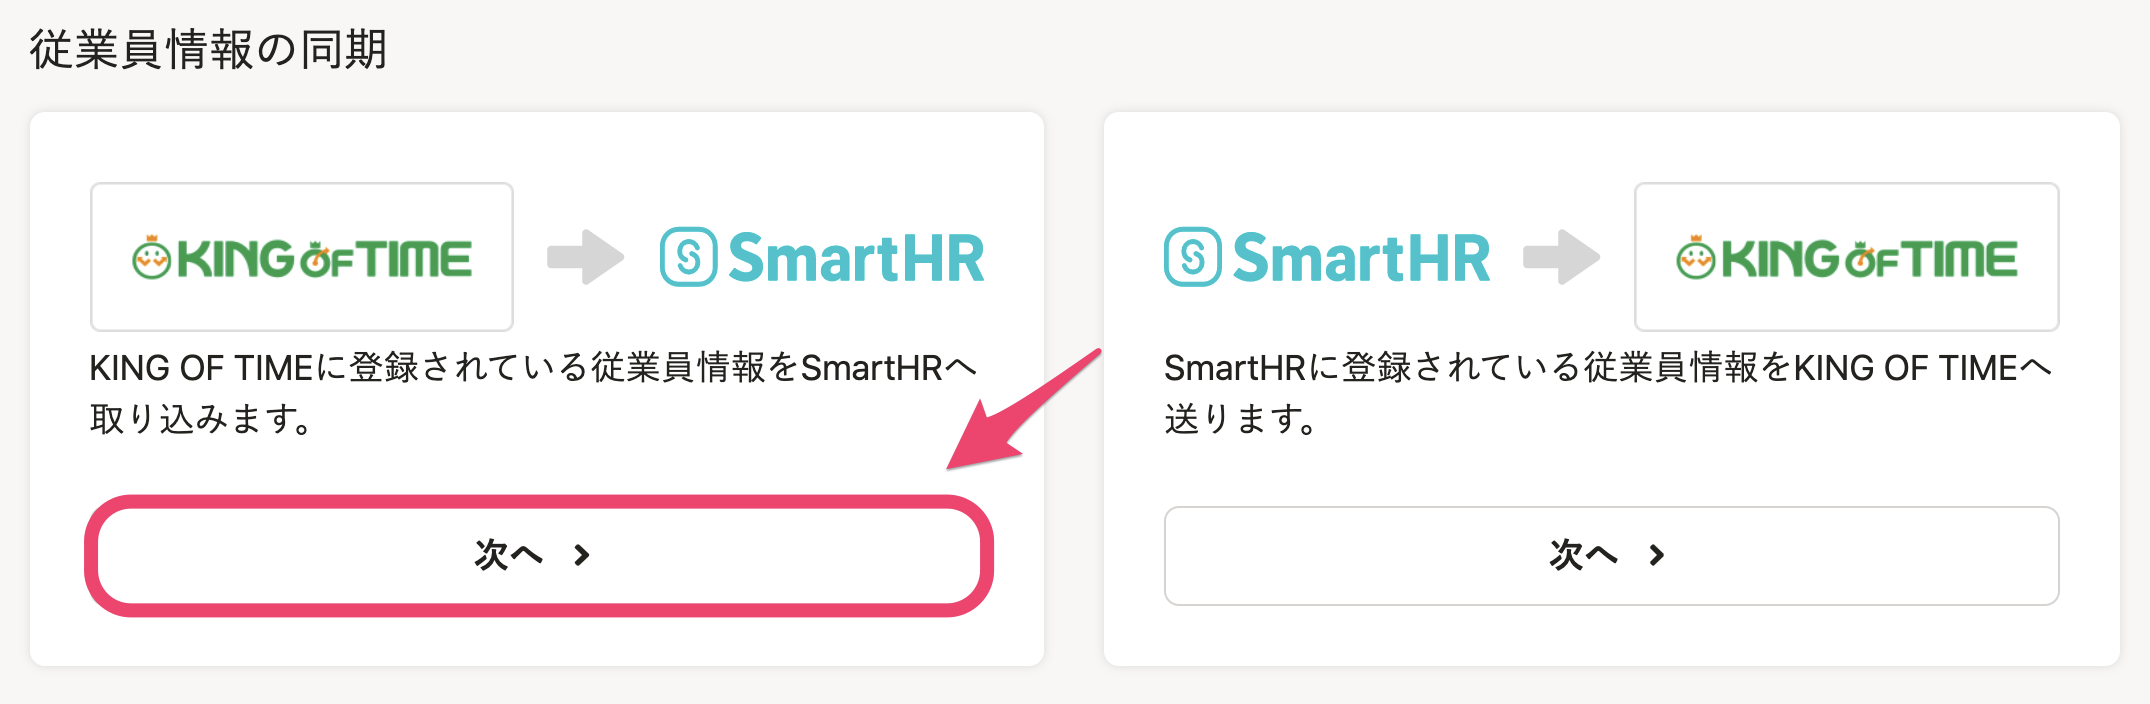 従業員情報の同期
KING OF TIME
SmartHR
KING OF TIMEに登録されている従業員情報をSmartHRへ
取り込みます。
次へ
SmartHR
KING OF TIME
SmartHRに登録されている従業員情報をKING OF TIMEへ
送ります。
次へ